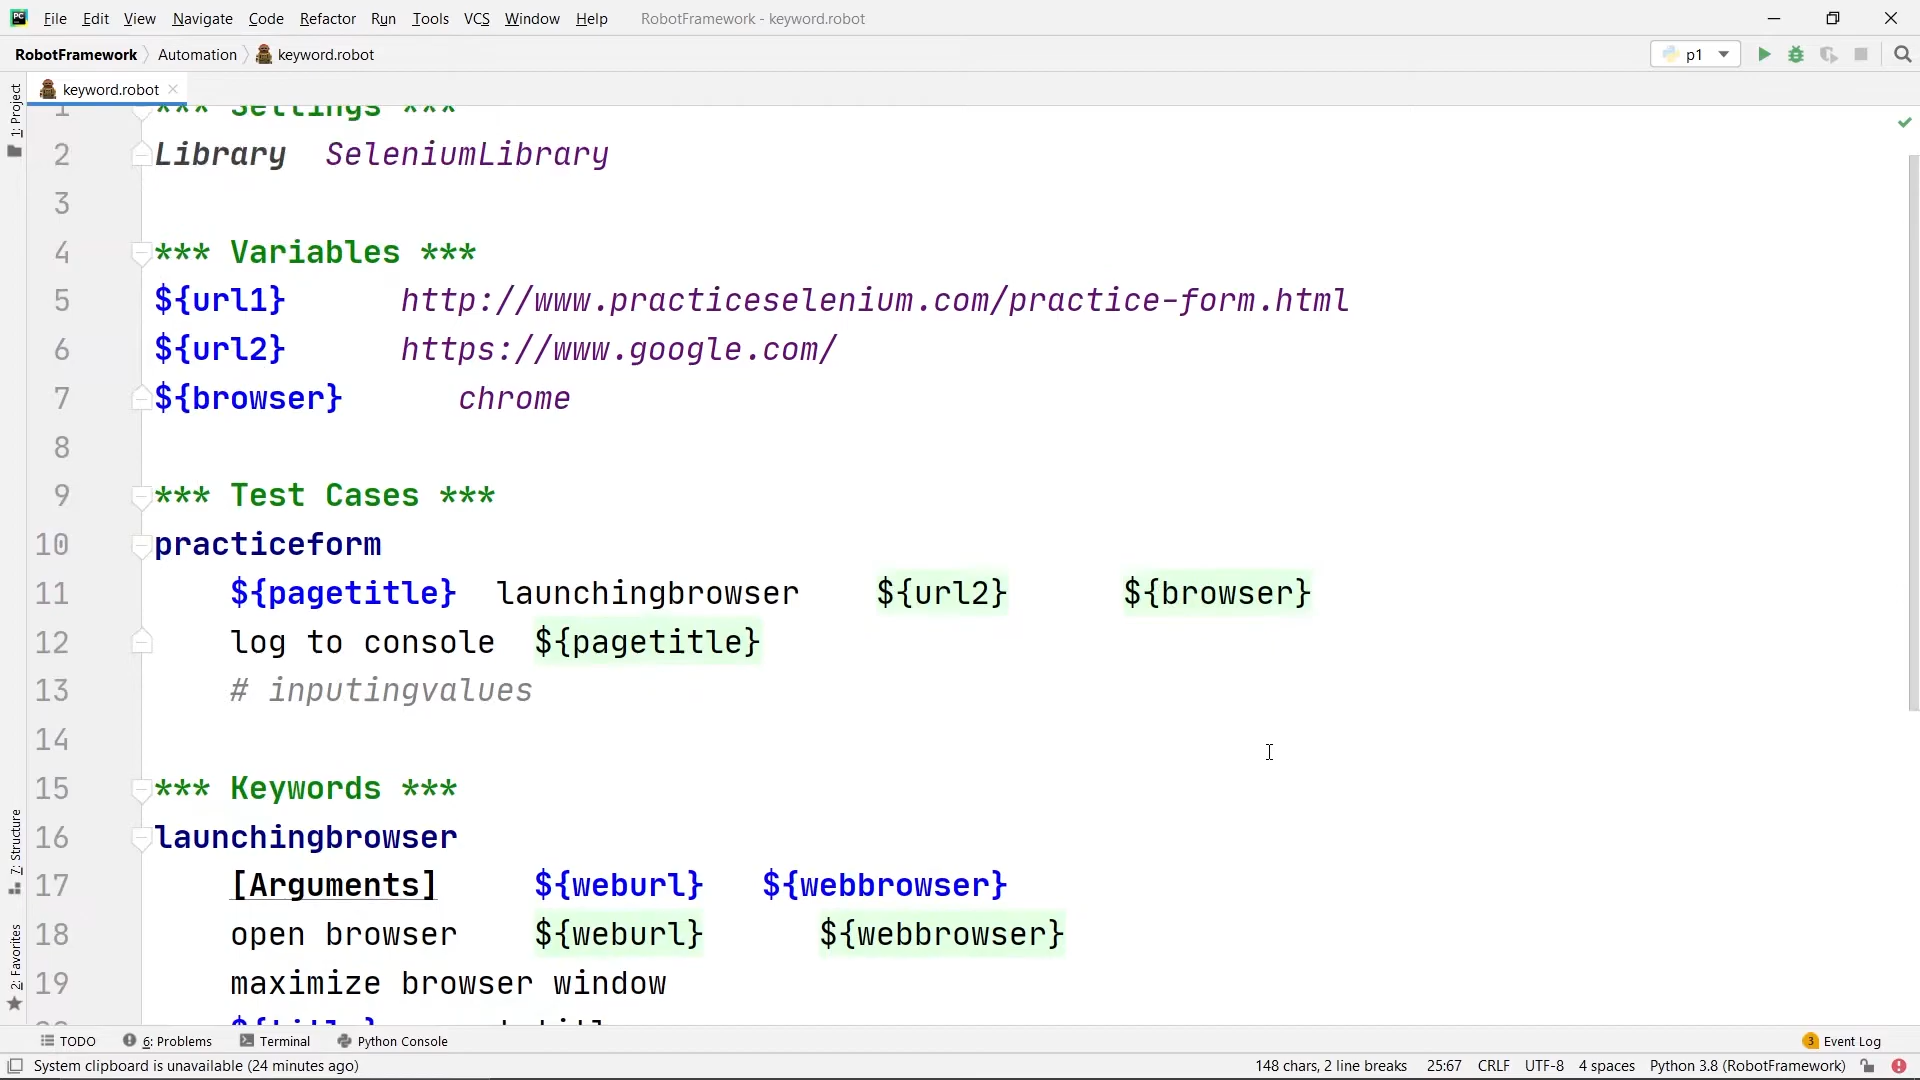 File Edit View Navigate Code Refactor Run Tools VCS Window Help RobotFramework - keyword.robot
RobotFramework Automation keyword.robot p1
keyword.robot
1: Project
1 *** Settings ***
2 Library SeleniumLibrary
3
4 *** Variables ***
5 ${url1} http://www.practiceselenium.com/practice-form.html
6 ${url2} https://www.google.com/
7 ${browser} chrome
8
9 *** Test Cases ***
10 practiceform
11 ${pagetitle} launchingbrowser ${url2} ${browser}
12 log to console ${pagetitle}
13 # inputingvalues
14
15 *** Keywords ***
16 launchingbrowser
17 [Arguments] ${weburl} ${webbrowser}
18 open browser ${weburl} ${webbrowser}
19 maximize browser window
7: Structure
2: Favorites
TODO 6: Problems Terminal Python Console 3 Event Log
System clipboard is unavailable (24 minutes ago) 148 chars, 2 line breaks 25:67 CRLF UTF-8 4 spaces Python 3.8 (RobotFramework)